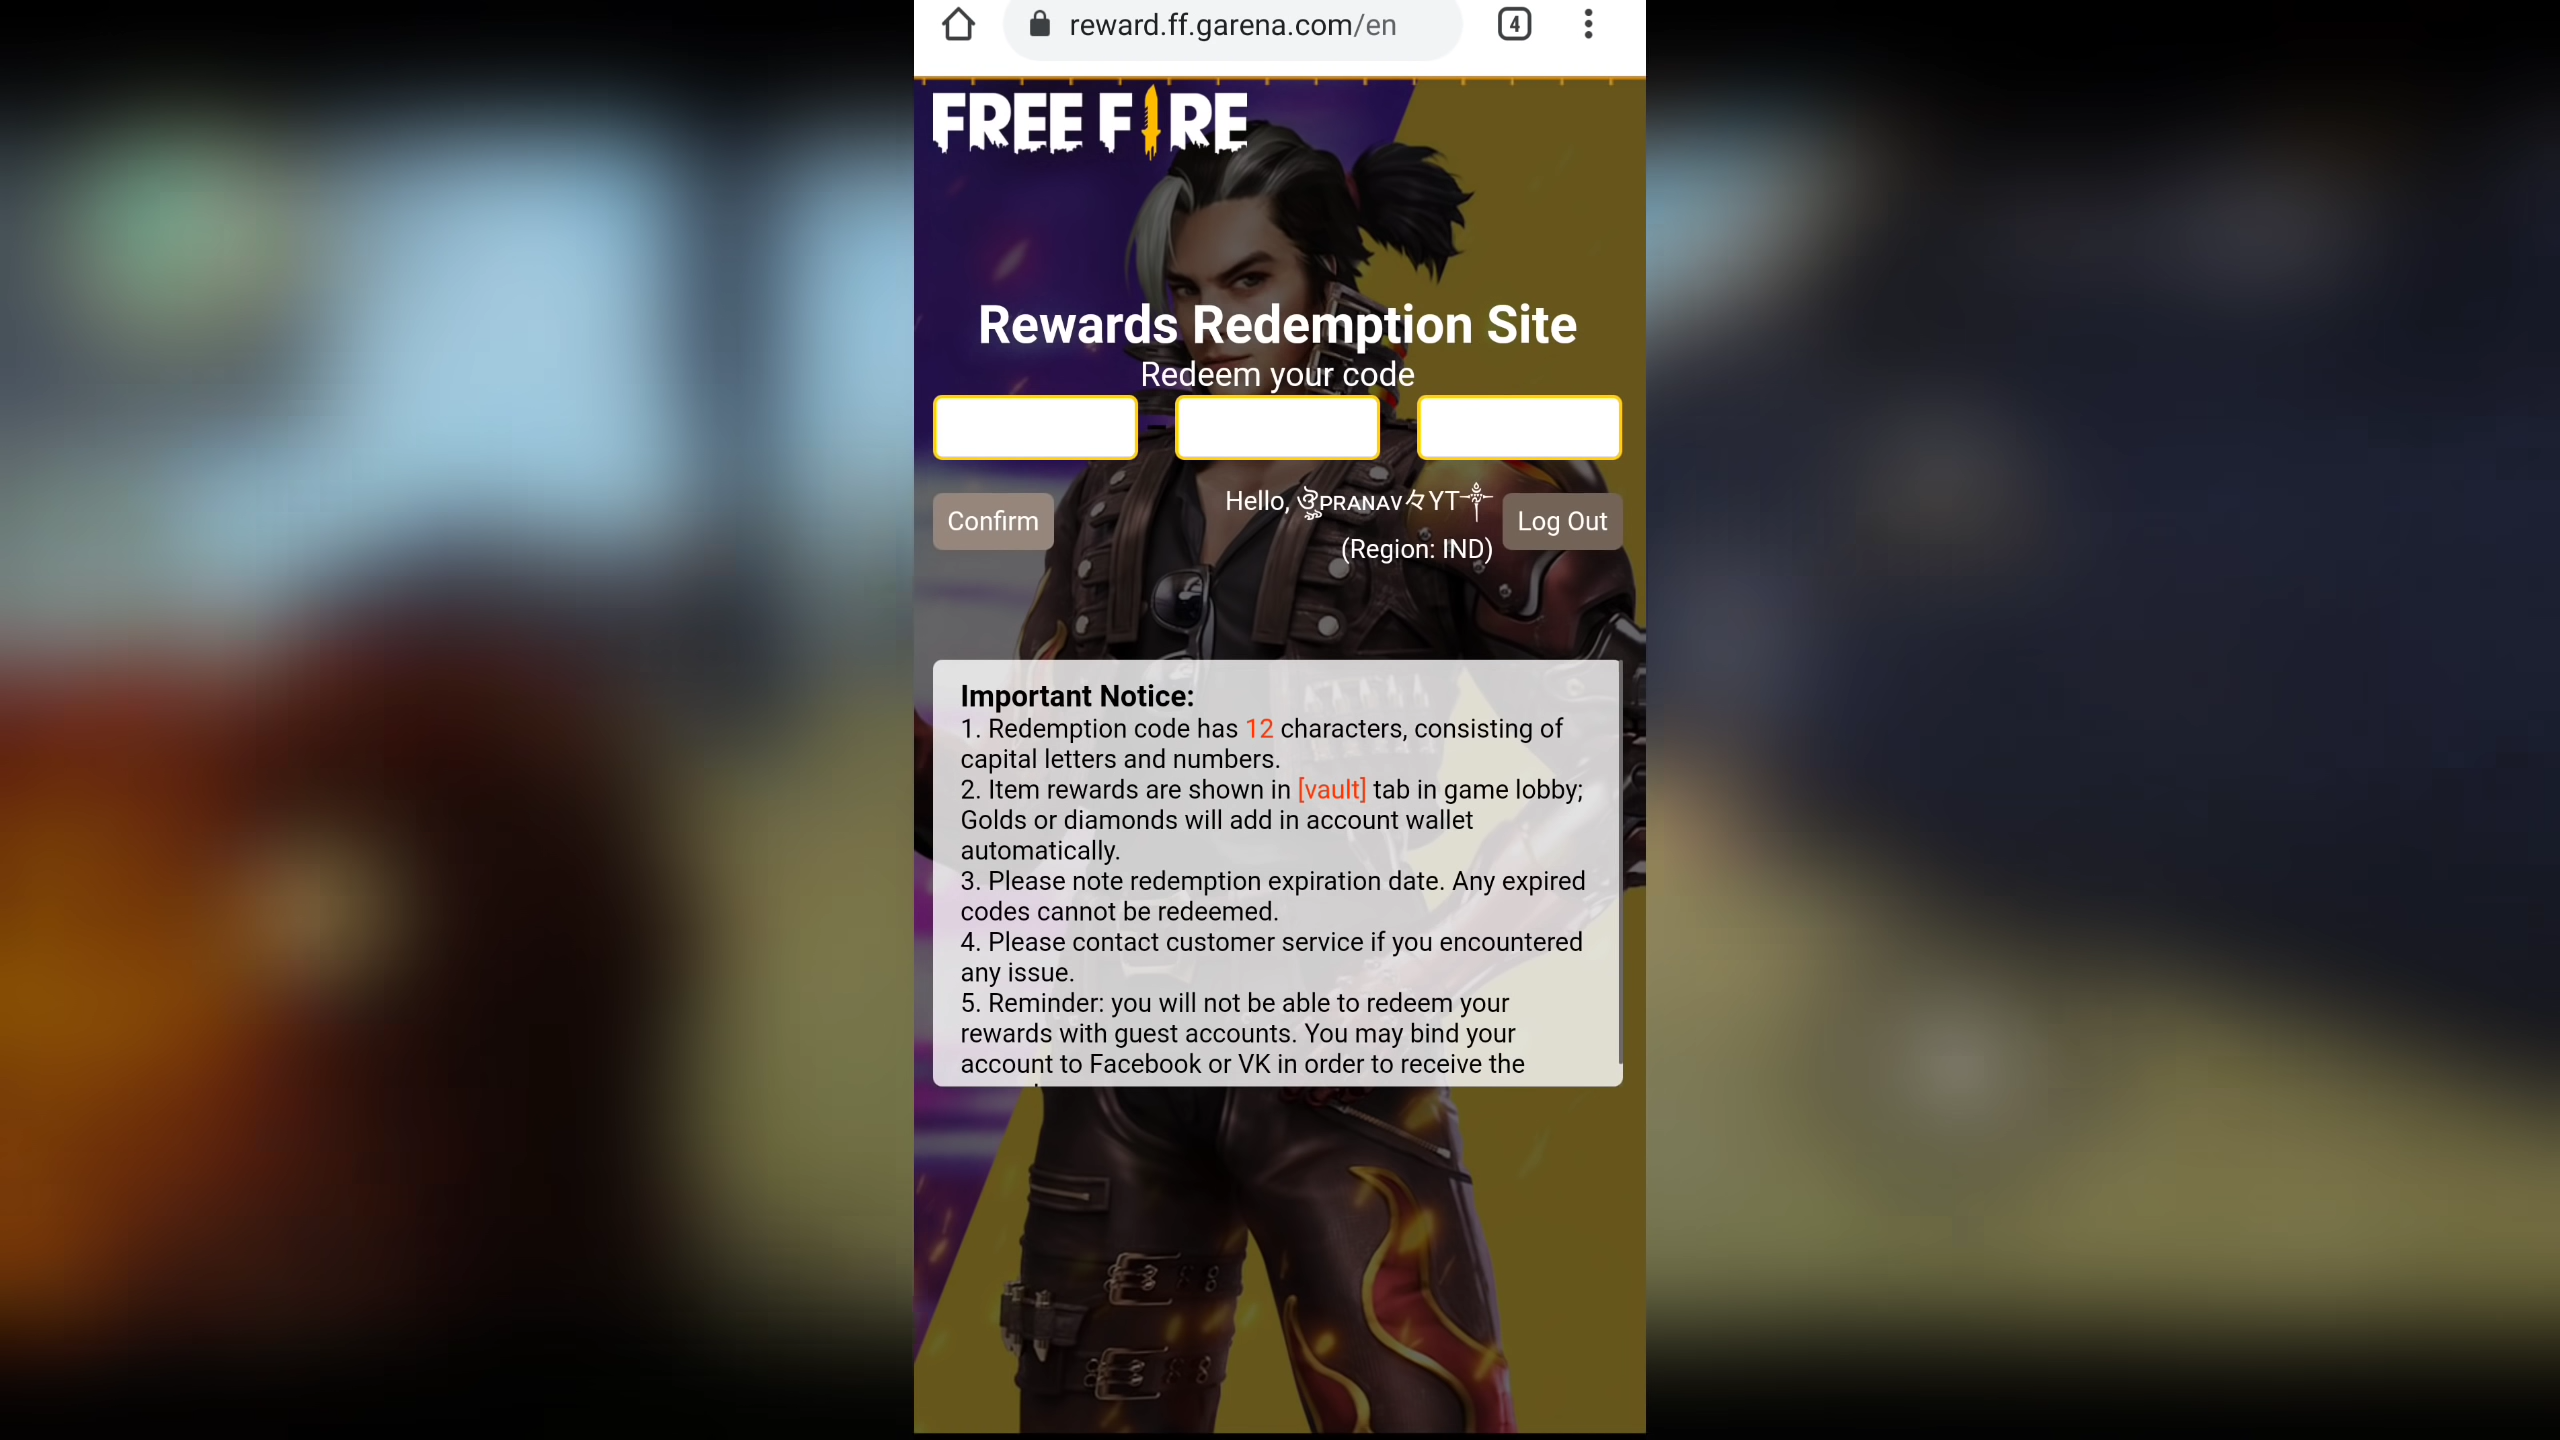 reward.ff.garena.com/en
4
FREE FIRE
Rewards Redemption Site
Redeem your code
-
Hello, ঔৣPRANAV々YT༒
Confirm
Log Out
(Region: IND)
Important Notice:
1. Redemption code has 12 characters, consisting of
capital letters and numbers.
2. Item rewards are shown in [vault] tab in game lobby;
Golds or diamonds will add in account wallet
automatically.
3. Please note redemption expiration date. Any expired
codes cannot be redeemed.
4. Please contact customer service if you encountered
any issue.
5. Reminder: you will not be able to redeem your
rewards with guest accounts. You may bind your
account to Facebook or VK in order to receive the